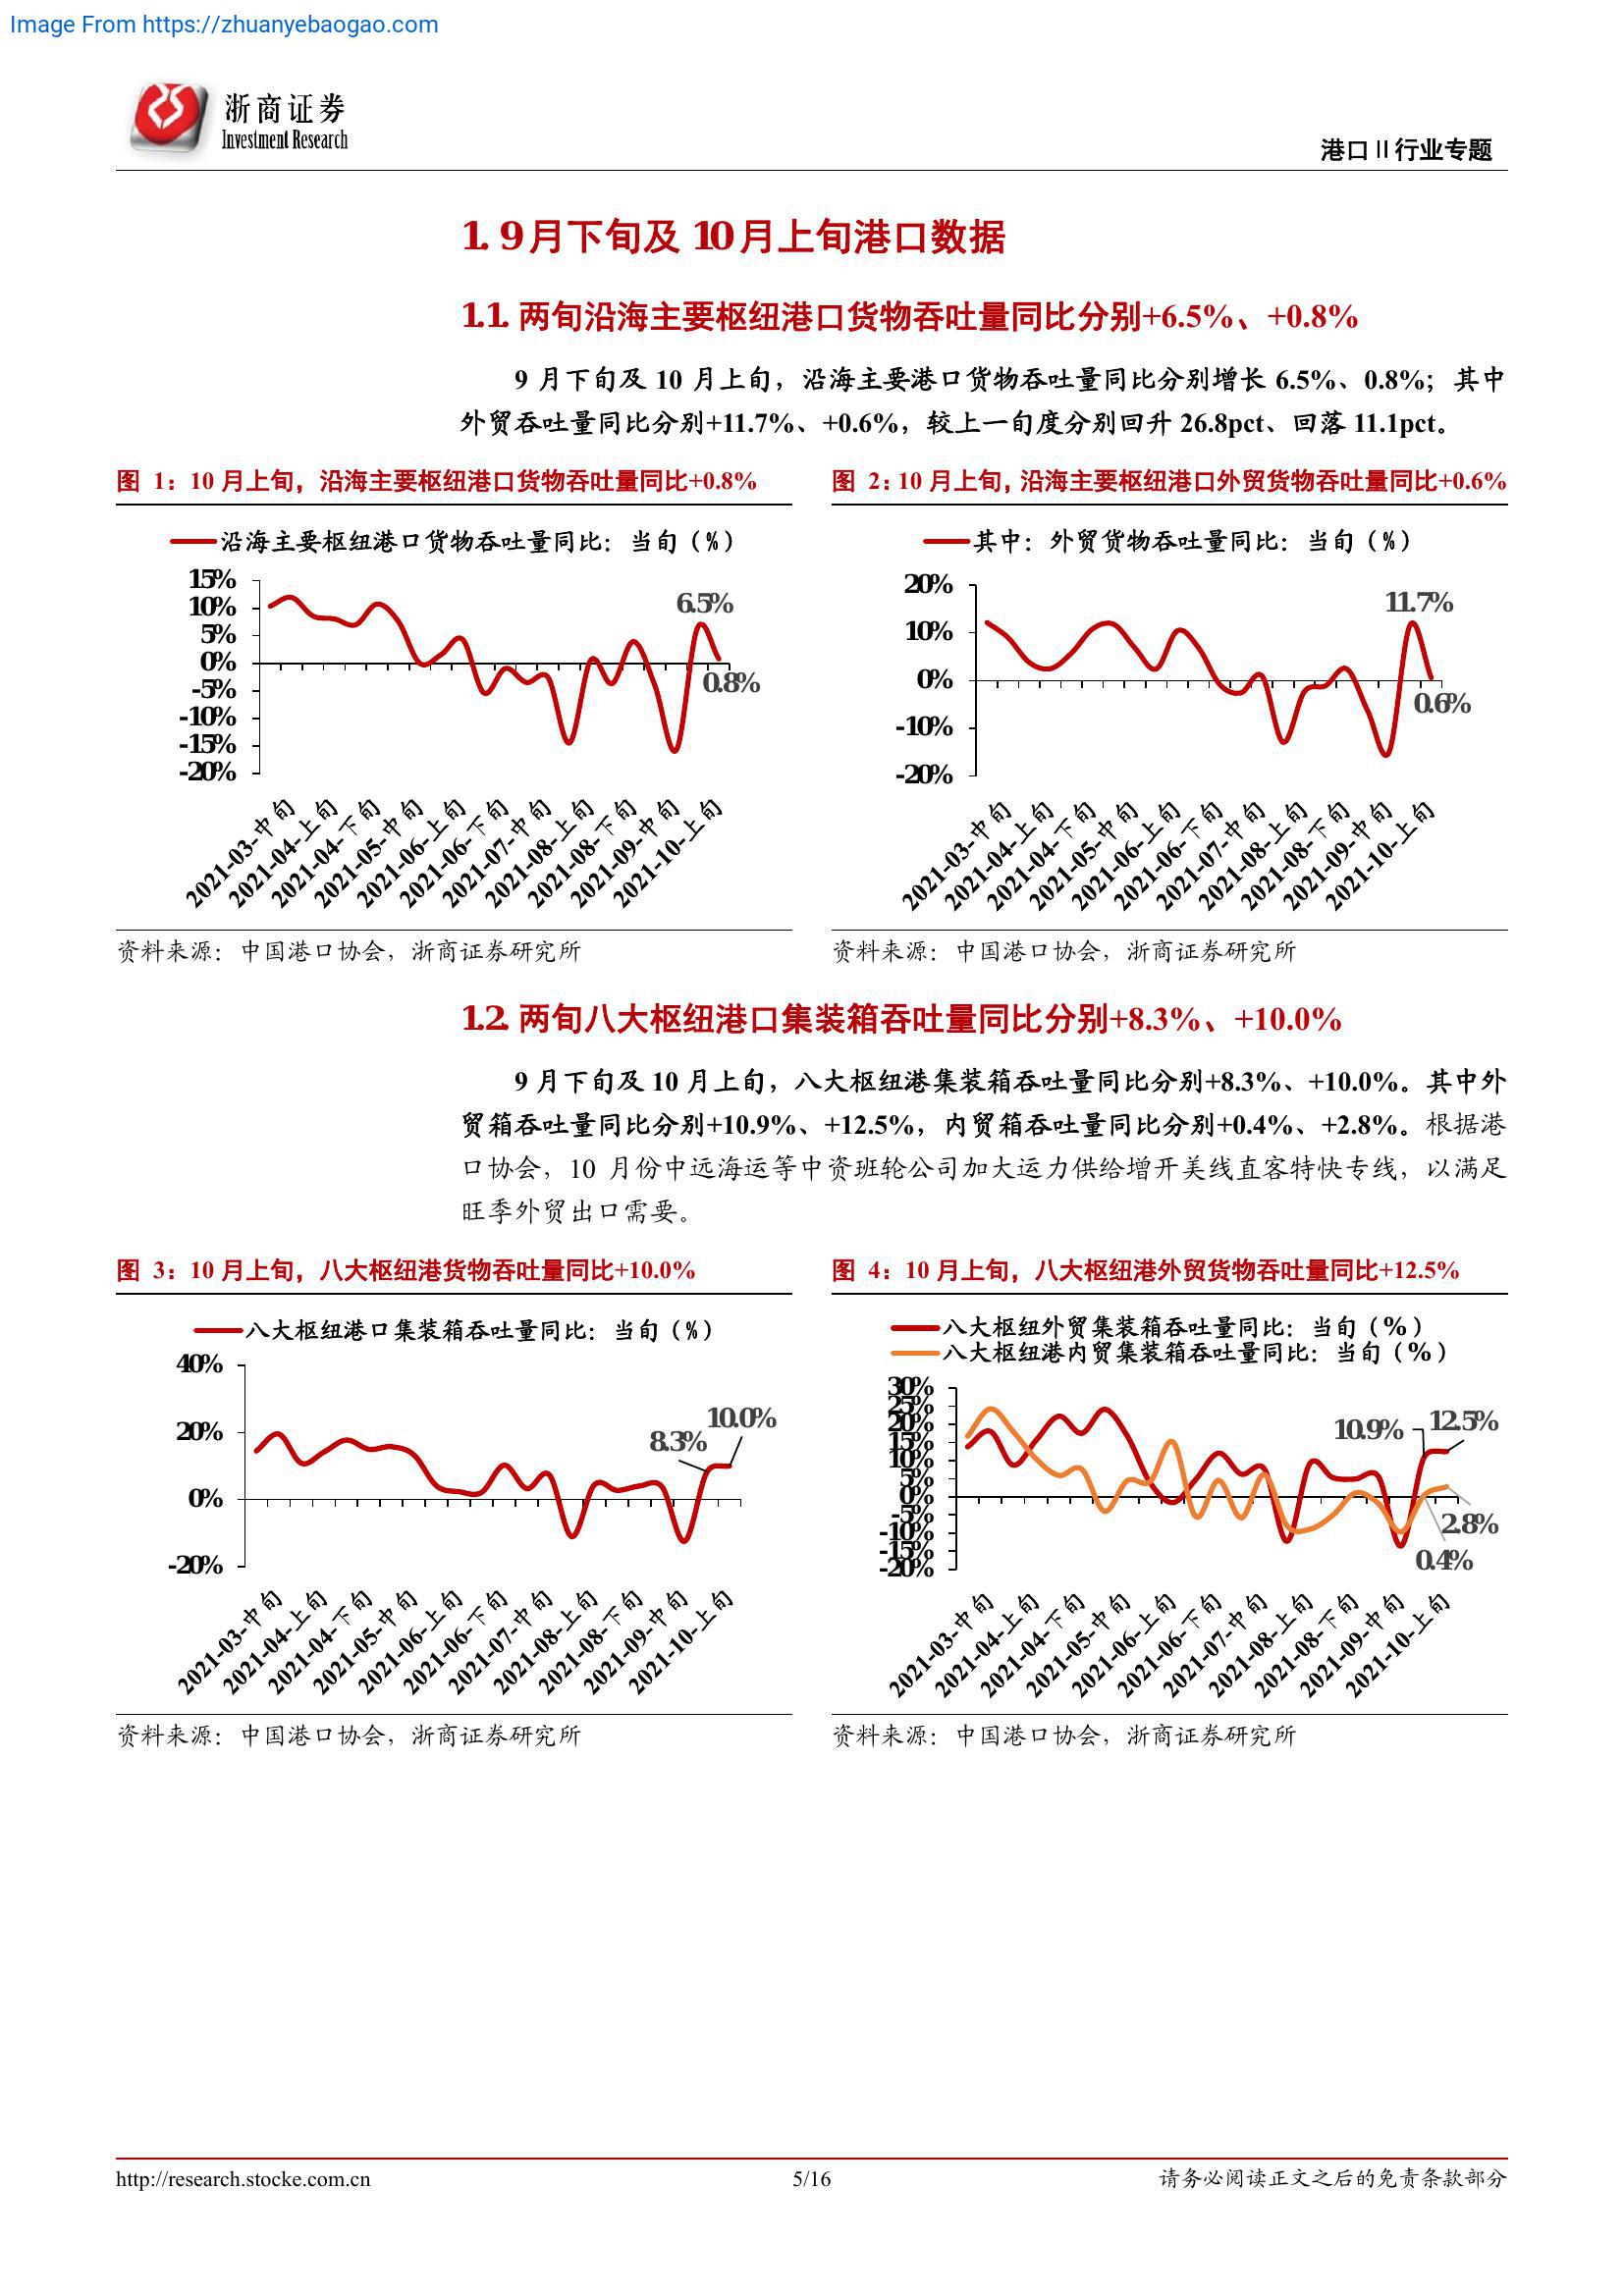 Image From https://zhuanyebaogao.com
浙商证券
Investment Research
港口Ⅱ行业专题
1. 9月下旬及 10月上旬港口数据
1.1. 两旬沿海主要枢纽港口货物吞吐量同比分别+6.5%、+0.8%
9 月下旬及 10 月上旬，沿海主要港口货物吞吐量同比分别增长 6.5%、0.8%；其中
外贸吞吐量同比分别+11.7%、+0.6%，较上一旬度分别回升 26.8pct、回落 11.1pct。
图 1：10 月上旬，沿海主要枢纽港口货物吞吐量同比+0.8%
沿海主要枢纽港口货物吞吐量同比：当旬（%）
15%
10%
5%
0%
-5%
-10%
-15%
-20%
6.5%
0.8%
2021-03-中旬
2021-04-上旬
2021-04-下旬
2021-05-中旬
2021-06-上旬
2021-06-下旬
2021-07-中旬
2021-08-上旬
2021-08-下旬
2021-09-中旬
2021-10-上旬
资料来源：中国港口协会，浙商证券研究所
图 2：10 月上旬，沿海主要枢纽港口外贸货物吞吐量同比+0.6%
其中：外贸货物吞吐量同比：当旬（%）
20%
10%
0%
-10%
-20%
11.7%
0.6%
2021-03-中旬
2021-04-上旬
2021-04-下旬
2021-05-中旬
2021-06-上旬
2021-06-下旬
2021-07-中旬
2021-08-上旬
2021-08-下旬
2021-09-中旬
2021-10-上旬
资料来源：中国港口协会，浙商证券研究所
1.2. 两旬八大枢纽港口集装箱吞吐量同比分别+8.3%、+10.0%
9 月下旬及 10 月上旬，八大枢纽港集装箱吞吐量同比分别+8.3%、+10.0%。其中外
贸箱吞吐量同比分别+10.9%、+12.5%，内贸箱吞吐量同比分别+0.4%、+2.8%。根据港
口协会，10 月份中远海运等中资班轮公司加大运力供给增开美线直客特快专线，以满足
旺季外贸出口需要。
图 3：10 月上旬，八大枢纽港货物吞吐量同比+10.0%
八大枢纽港口集装箱吞吐量同比：当旬（%）
40%
20%
0%
-20%
8.3%
10.0%
2021-03-中旬
2021-04-上旬
2021-04-下旬
2021-05-中旬
2021-06-上旬
2021-06-下旬
2021-07-中旬
2021-08-上旬
2021-08-下旬
2021-09-中旬
2021-10-上旬
资料来源：中国港口协会，浙商证券研究所
图 4：10 月上旬，八大枢纽港外贸货物吞吐量同比+12.5%
八大枢纽外贸集装箱吞吐量同比：当旬（%）
八大枢纽港内贸集装箱吞吐量同比：当旬（%）
30%
25%
20%
15%
10%
5%
0%
-5%
-10%
-15%
-20%
10.9%
12.5%
2.8%
0.4%
2021-03-中旬
2021-04-上旬
2021-04-下旬
2021-05-中旬
2021-06-上旬
2021-06-下旬
2021-07-中旬
2021-08-上旬
2021-08-下旬
2021-09-中旬
2021-10-上旬
资料来源：中国港口协会，浙商证券研究所
http://research.stocke.com.cn
5/16
请务必阅读正文之后的免责条款部分